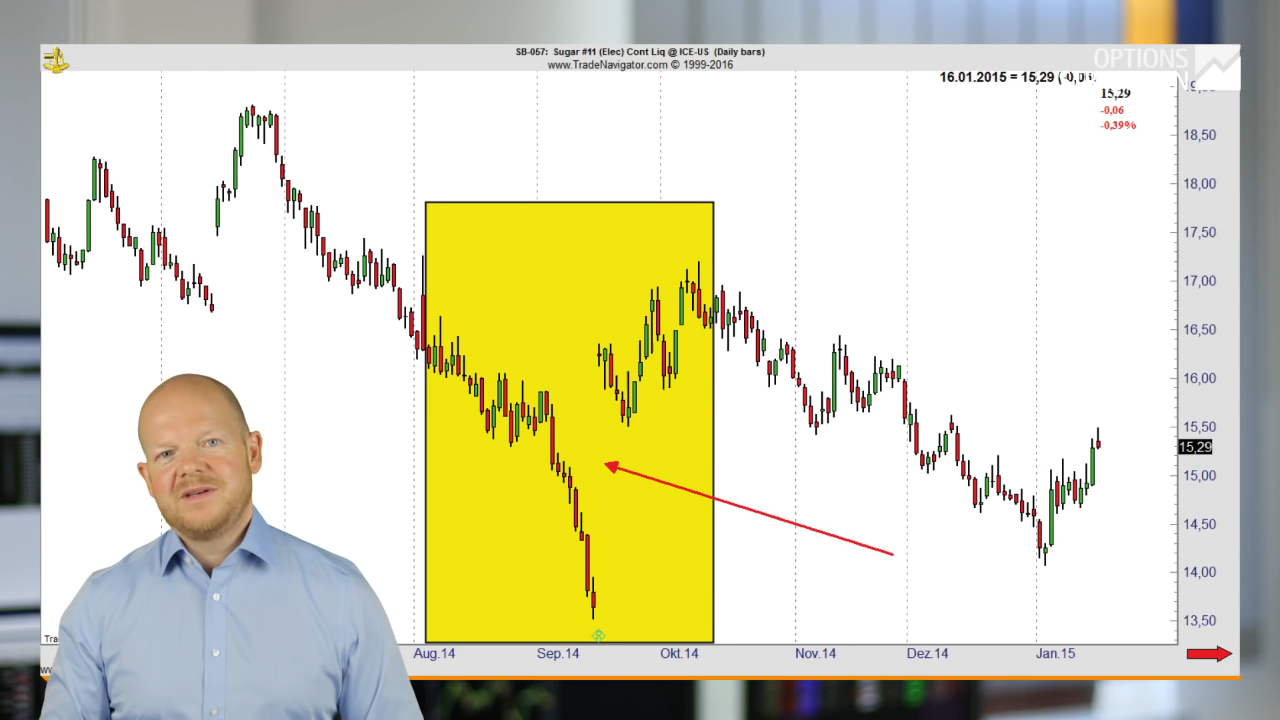 SB-057: Sugar #11 (Elec) Cont Liq @ ICE-US (Daily bars)
www.TradeNavigator.com © 1999-2016
OPTIONS
16.01.2015 = 15,29 (-0,06
15,29
-0,06
-0,39%
18,50
18,00
17,50
17,00
16,50
16,00
15,50
15,29
15,00
14,50
14,00
13,50
R
Tra
Aug.14
Sep.14
Okt.14
Nov.14
Dez.14
Jan.15